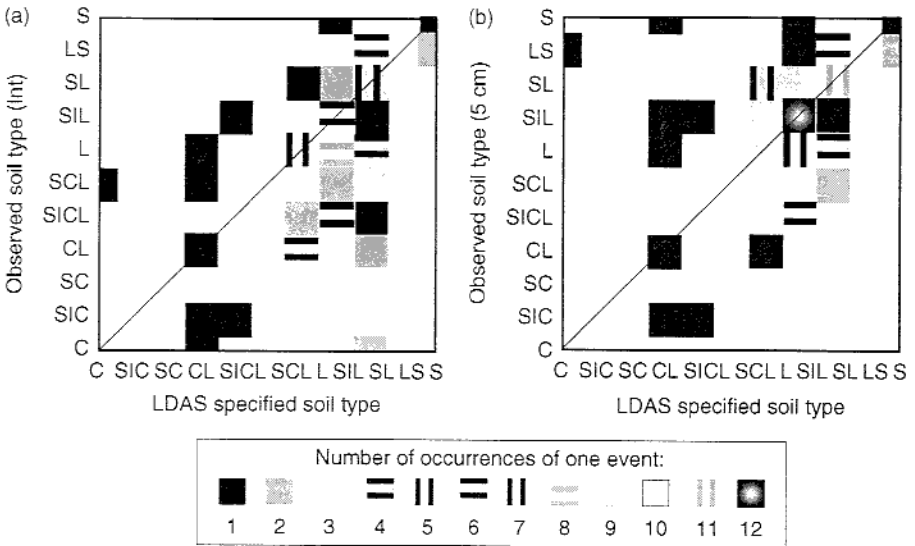 (a)
Observed soil type (Int)
S
LS
SL
SIL
L
SCL
SICL
CL
SC
SIC
C
C SIC SC CL SICL SCL L SIL SL LS S
LDAS specified soil type
(b)
Observed soil type (5 cm)
S
LS
SL
SIL
L
SCL
SICL
CL
SC
SIC
C
C SIC SC CL SICL SCL L SIL SL LS S
LDAS specified soil type
Number of occurrences of one event:
1 2 3 4 5 6 7 8 9 10 11 12